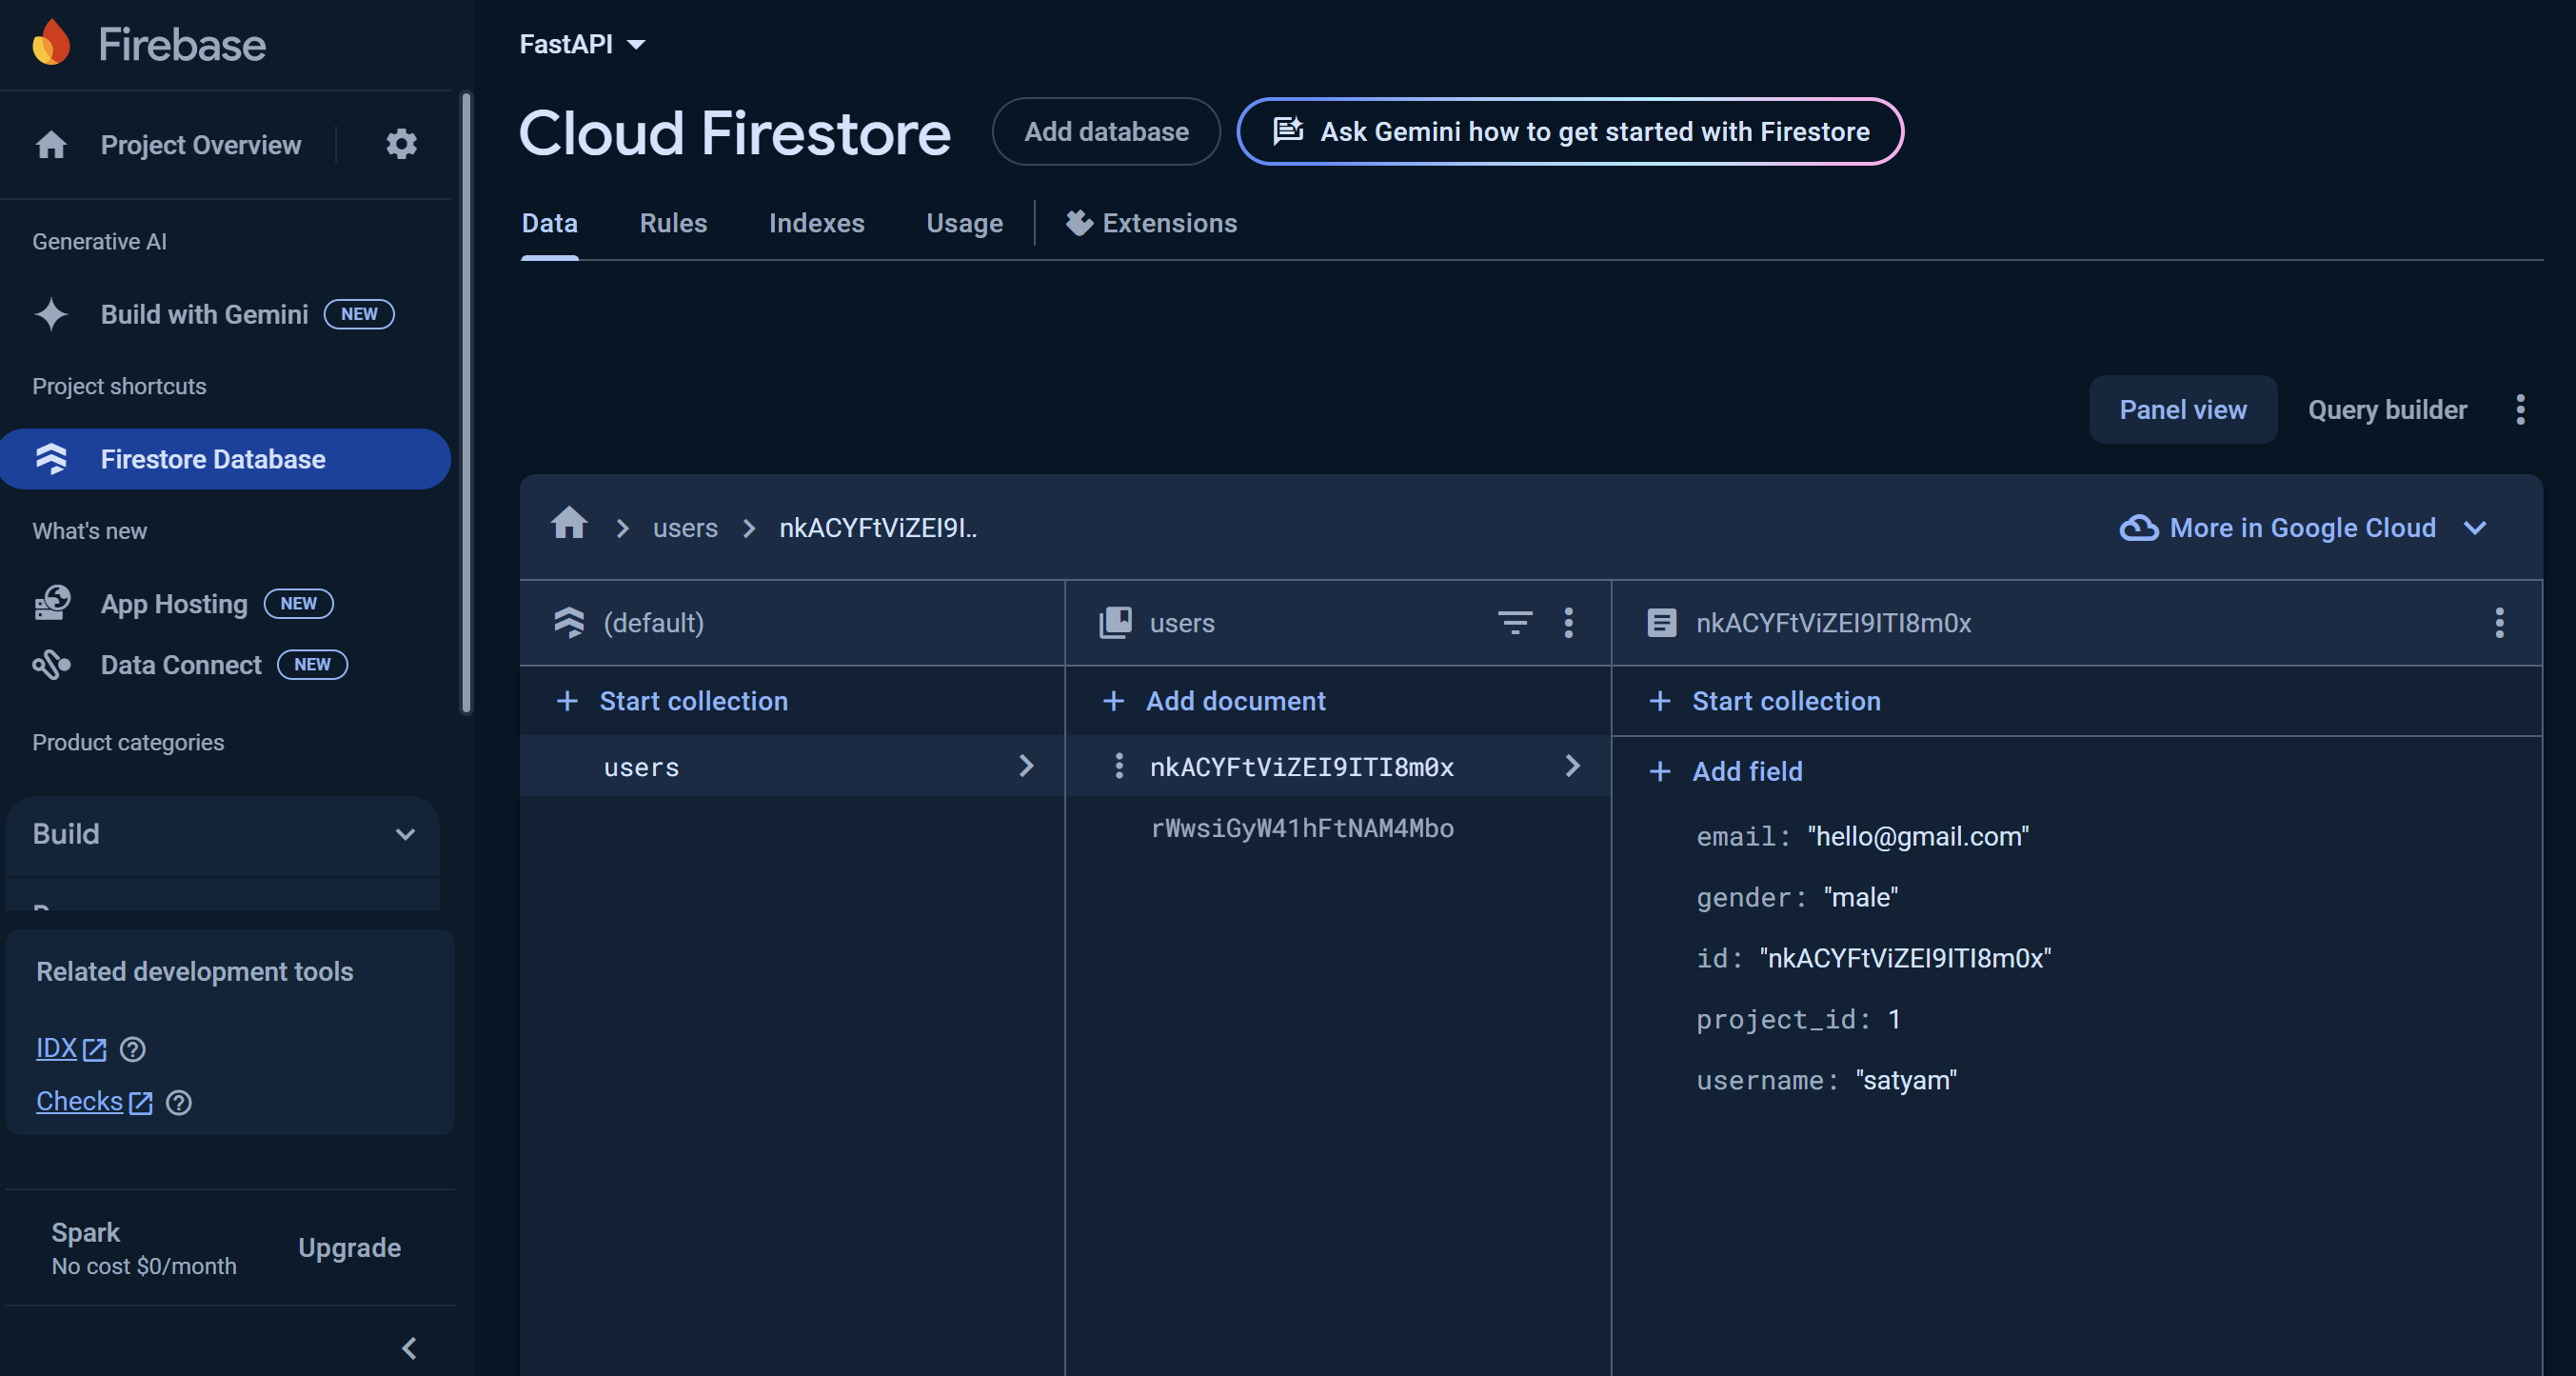 Firebase
Project Overview
Generative AI
Build with Gemini NEW
Project shortcuts
Firestore Database
What's new
App Hosting NEW
Data Connect NEW
Product categories
Build
Related development tools
IDX
Checks
Spark
No cost $0/month
Upgrade
FastAPI
Cloud Firestore
Add database
Ask Gemini how to get started with Firestore
Data Rules Indexes Usage Extensions
Panel view Query builder
users nkACYFtViZEI9I..
More in Google Cloud
(default)
Start collection
users
users
Add document
nkACYFtViZEI9ITI8m0x
rWwsiGyW41hFtNAM4Mbo
nkACYFtViZEI9ITI8m0x
Start collection
Add field
email: "hello@gmail.com"
gender: "male"
id: "nkACYFtViZEI9ITI8m0x"
project_id: 1
username: "satyam"